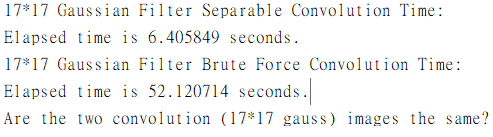 17*17 Gaussian Filter Separable Convolution Time:
Elapsed time is 6.405849 seconds.
17*17 Gaussian Filter Brute Force Convolution Time:
Elapsed time is 52.120714 seconds.
Are the two convolution (17*17 gauss) images the same?